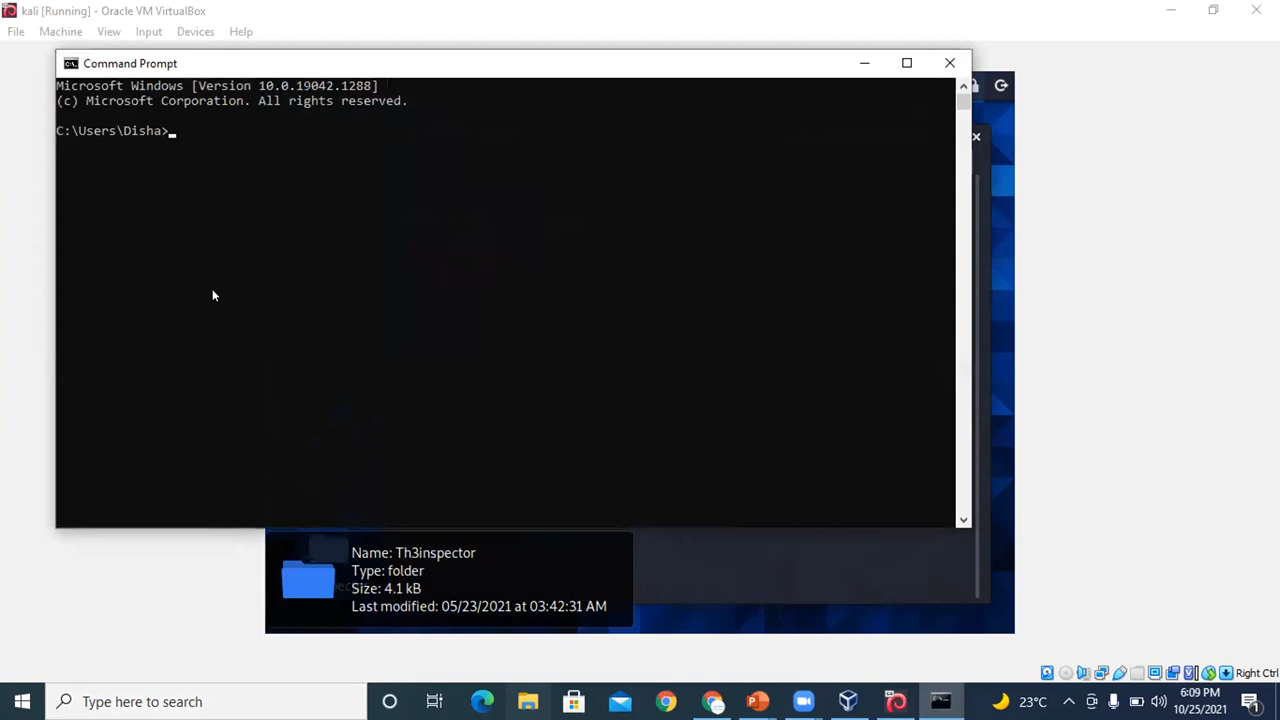 kali [Running] - Oracle VM VirtualBox
File Machine View Input Devices Help
Command Prompt
Microsoft Windows [Version 10.0.19042.1288]
(c) Microsoft Corporation. All rights reserved.
C:\Users\Disha>
Name: Th3inspector
Type: folder
Size: 4.1 kB
Last modified: 05/23/2021 at 03:42:31 AM
Right Ctrl
Type here to search
23°C
6:09 PM
10/25/2021
1